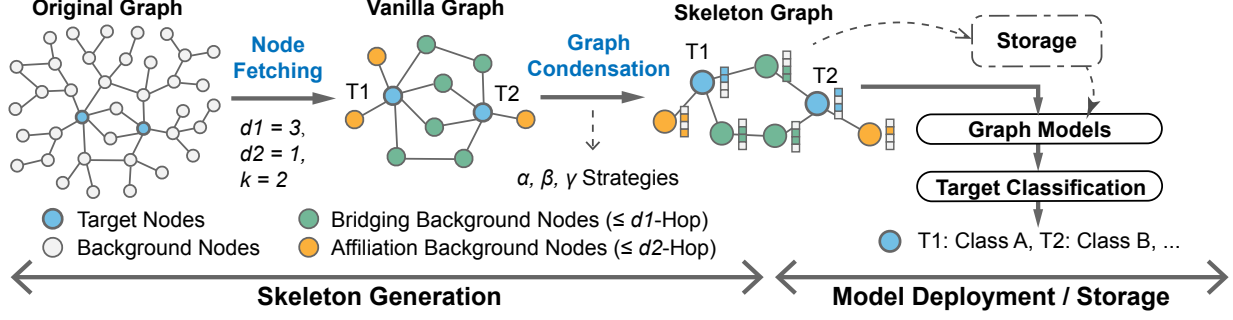 Original Graph
Node
Fetching
d1 = 3,
d2 = 1,
k = 2
Vanilla Graph
T1
T2
Graph
Condensation
α, β, γ Strategies
Skeleton Graph
T1
T2
Storage
Graph Models
Target Classification
T1: Class A, T2: Class B, ...
Target Nodes
Background Nodes
Bridging Background Nodes (≤ d1-Hop)
Affiliation Background Nodes (≤ d2-Hop)
Skeleton Generation
Model Deployment / Storage